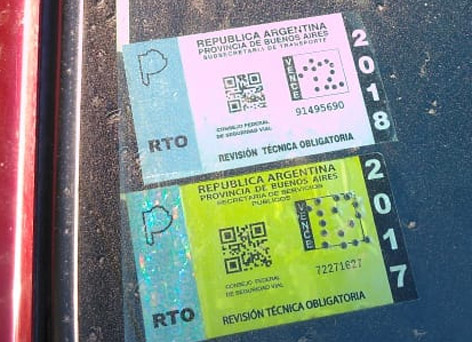 REPUBLICA ARGENTINA
PROVINCIA DE BUENOS AIRES
SUBSECRETARIA DE TRANSPORTE
VENCE
91495690
CONSEJO FEDERAL
DE SEGURIDAD VIAL
RTO
REVISIÓN TÉCNICA OBLIGATORIA
2018
REPUBLICA ARGENTINA
PROVINCIA DE BUENOS AIRES
SECRETARIA DE SERVICIOS
PUBLICOS
VENCE
72271627
CONSEJO FEDERAL
DE SEGURIDAD VIAL
RTO
REVISIÓN TÉCNICA OBLIGATORIA
2017